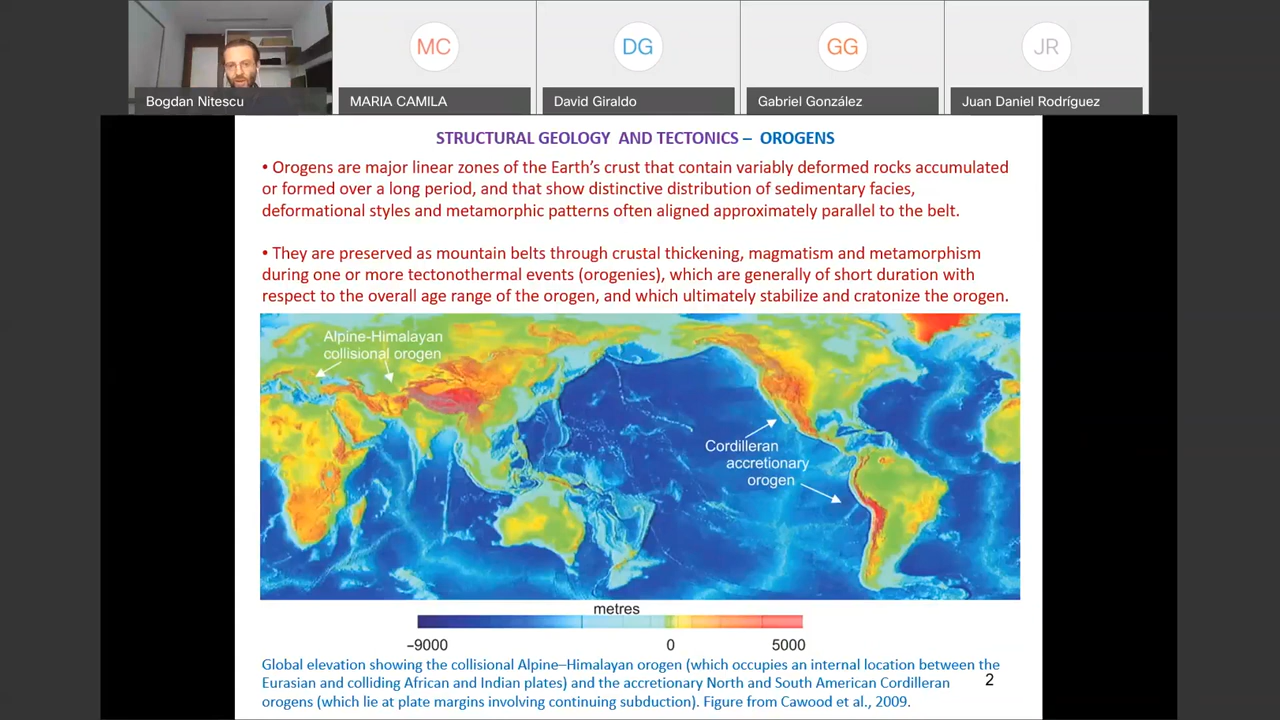 MC
DG
GG
JR
Bogdan Nitescu
MARIA CAMILA
David Giraldo
Gabriel González
Juan Daniel Rodríguez
STRUCTURAL GEOLOGY AND TECTONICS – OROGENS
• Orogens are major linear zones of the Earth's crust that contain variably deformed rocks accumulated
or formed over a long period, and that show distinctive distribution of sedimentary facies,
deformational styles and metamorphic patterns often aligned approximately parallel to the belt.
• They are preserved as mountain belts through crustal thickening, magmatism and metamorphism
during one or more tectonothermal events (orogenies), which are generally of short duration with
respect to the overall age range of the orogen, and which ultimately stabilize and cratonize the orogen.
Alpine-Himalayan
collisional orogen
Cordilleran
accretionary
orogen
metres
–9000 0 5000
Global elevation showing the collisional Alpine–Himalayan orogen (which occupies an internal location between the
Eurasian and colliding African and Indian plates) and the accretionary North and South American Cordilleran
orogens (which lie at plate margins involving continuing subduction). Figure from Cawood et al., 2009.
2